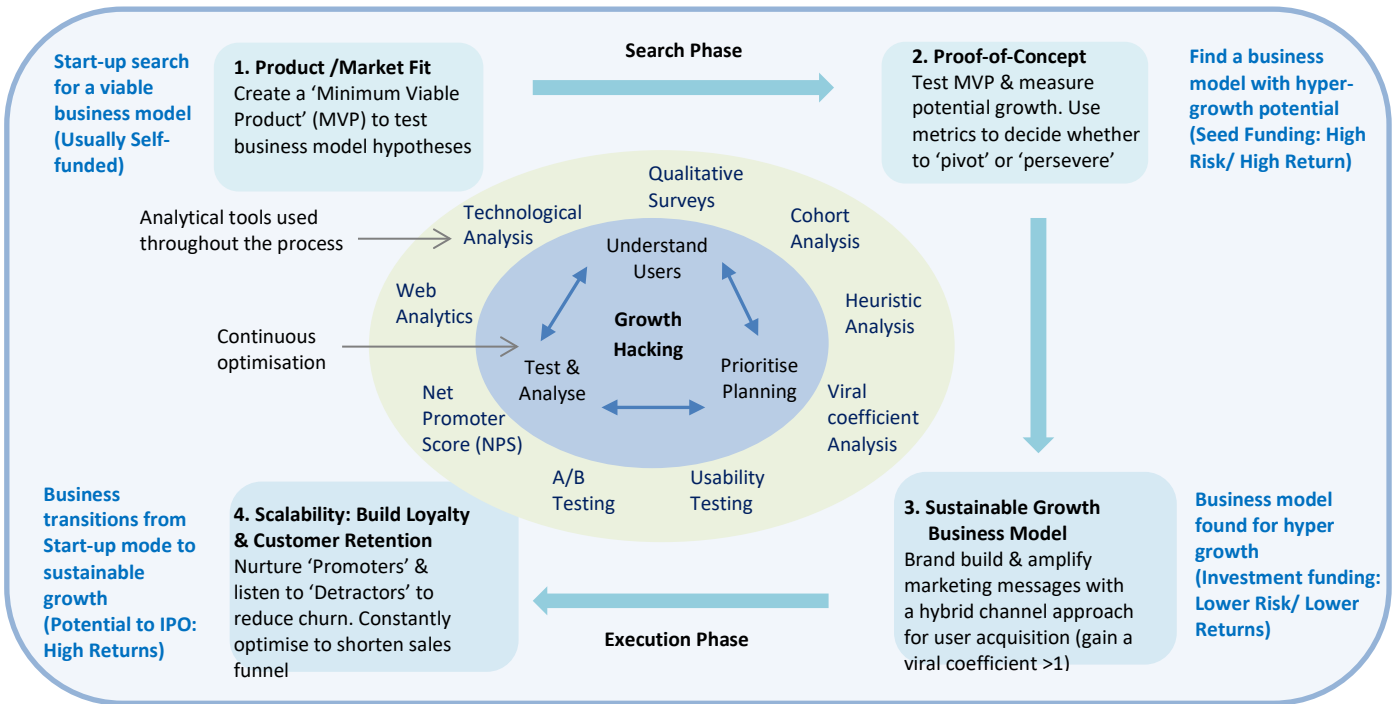 Search Phase
Start-up search
for a viable
business model
(Usually Self-
funded)
1. Product /Market Fit
Create a ‘Minimum Viable
Product’ (MVP) to test
business model hypotheses
2. Proof-of-Concept
Test MVP & measure
potential growth. Use
metrics to decide whether
to ‘pivot’ or ‘persevere’
Find a business
model with hyper-
growth potential
(Seed Funding: High
Risk/ High Return)
Analytical tools used
throughout the process
Continuous
optimisation
Technological
Analysis
Qualitative
Surveys
Cohort
Analysis
Web
Analytics
Heuristic
Analysis
Net
Promoter
Score (NPS)
Viral
coefficient
Analysis
A/B
Testing
Usability
Testing
Understand
Users
Growth
Hacking
Test &
Analyse
Prioritise
Planning
Business
transitions from
Start-up mode to
sustainable
growth
(Potential to IPO:
High Returns)
4. Scalability: Build Loyalty
& Customer Retention
Nurture ‘Promoters’ &
listen to ‘Detractors’ to
reduce churn. Constantly
optimise to shorten sales
funnel
3. Sustainable Growth
Business Model
Brand build & amplify
marketing messages with
a hybrid channel approach
for user acquisition (gain a
viral coefficient >1)
Business model
found for hyper
growth
(Investment funding:
Lower Risk/ Lower
Returns)
Execution Phase